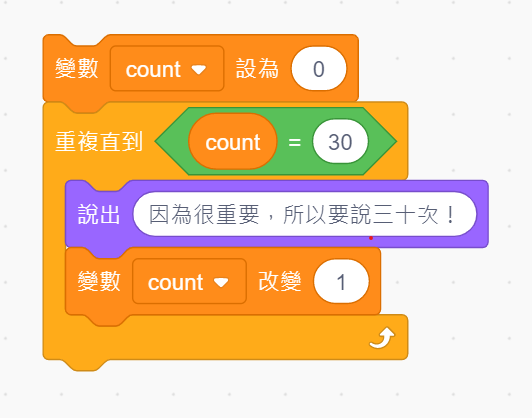 變數 count 設為 0
重複直到 count = 30
說出 因為很重要，所以要說三十次！
變數 count 改變 1